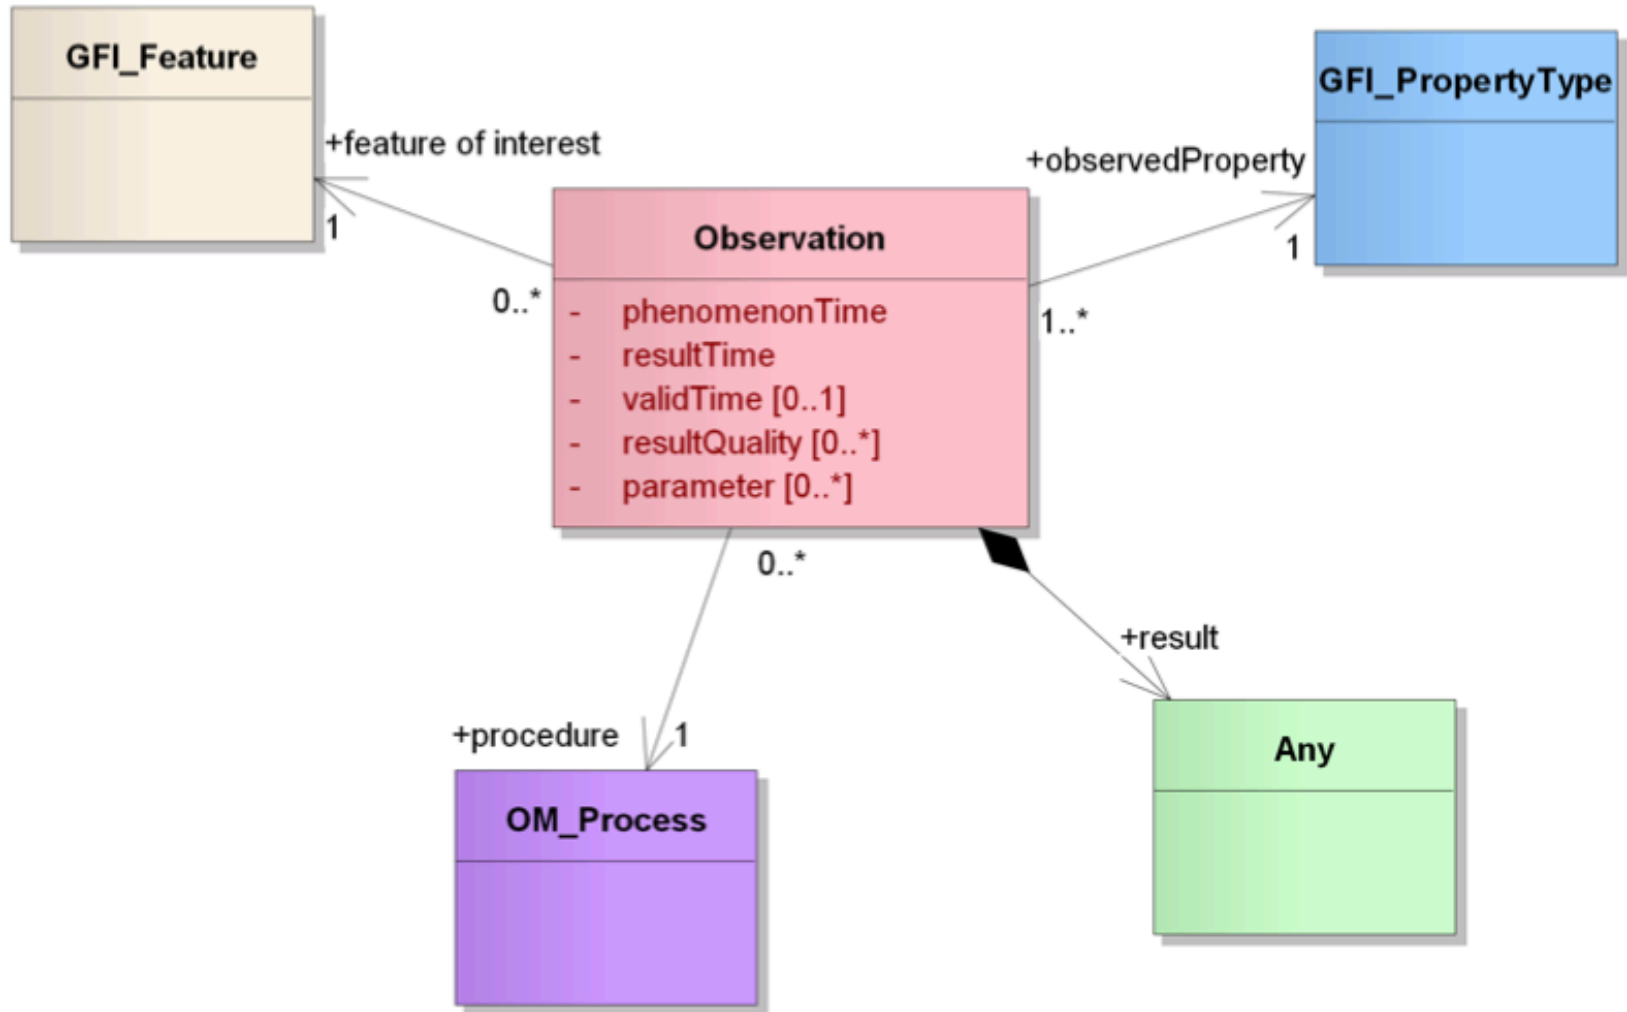 GFI_Feature
GFI_PropertyType
+feature of interest
+observedProperty
1
1
Observation
0..*
1..*
- phenomenonTime
- resultTime
- validTime [0..1]
- resultQuality [0..*]
- parameter [0..*]
0..*
+result
+procedure
1
Any
OM_Process